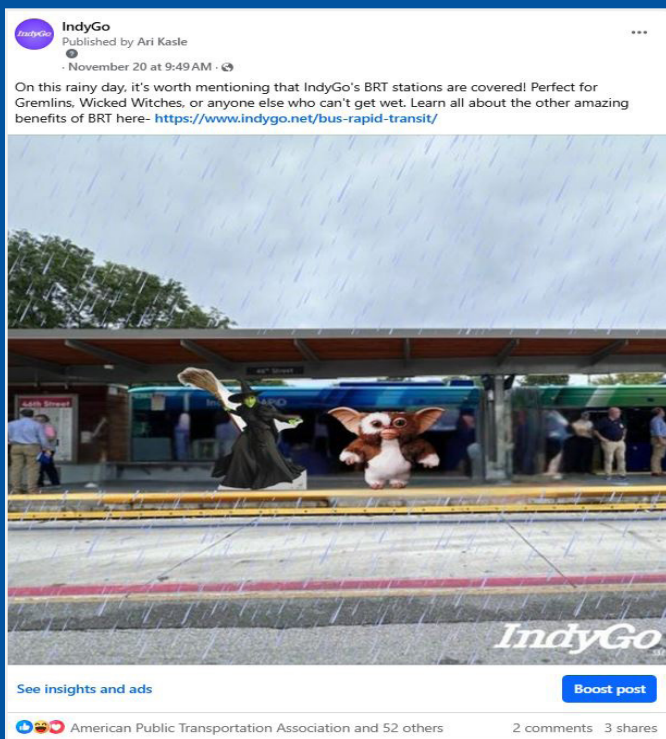 IndyGo
IndyGo
Published by Ari Kasle
· November 20 at 9:49 AM ·
On this rainy day, it's worth mentioning that IndyGo's BRT stations are covered! Perfect for
Gremlins, Wicked Witches, or anyone else who can't get wet. Learn all about the other amazing
benefits of BRT here- https://www.indygo.net/bus-rapid-transit/
46th Street
46th Street
IndyGo
See insights and ads
Boost post
American Public Transportation Association and 52 others
2 comments 3 shares